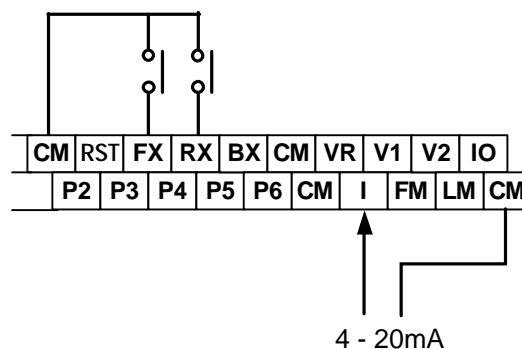 CM RST FX RX BX CM VR V1 V2 IO
P2 P3 P4 P5 P6 CM I FM LM CM
4 - 20mA